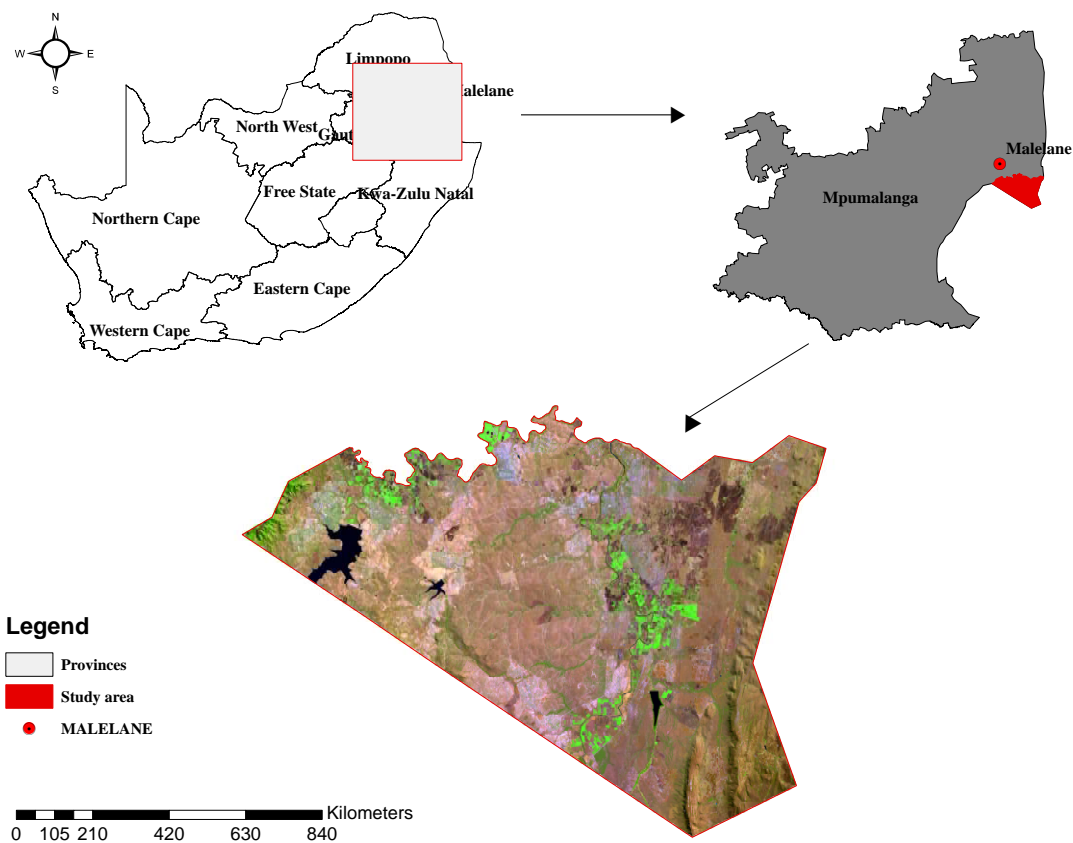 N
W E
S
Limpopo
alelane
North West
Gaut
Free State
Kwa-Zulu Natal
Northern Cape
Eastern Cape
Western Cape
Malelane
Mpumalanga
Legend
Provinces
Study area
MALELANE
Kilometers
0 105 210 420 630 840